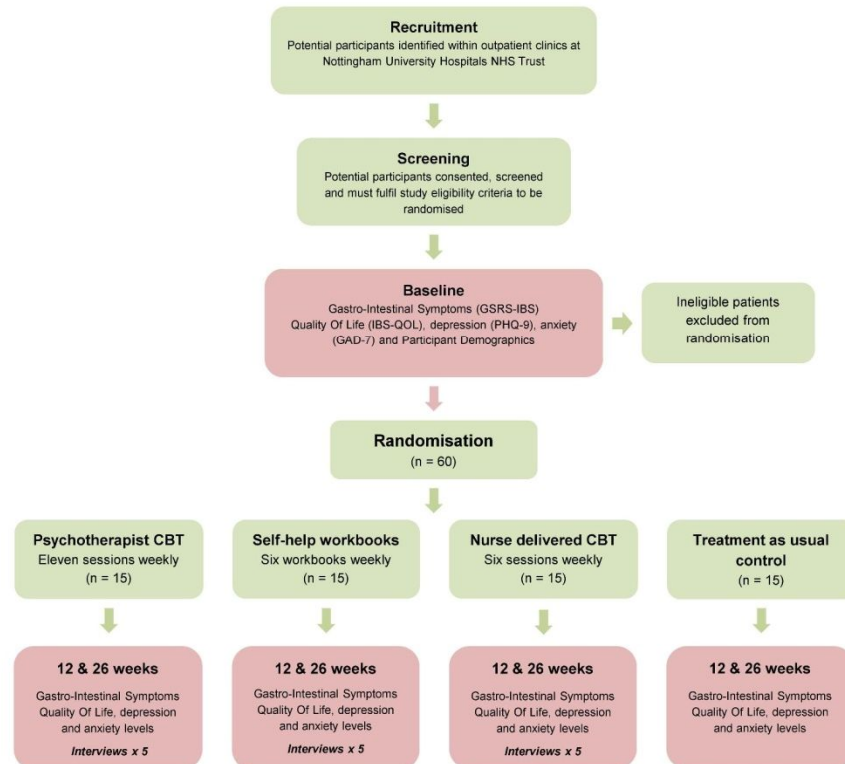 Recruitment
Potential participants identified within outpatient clinics at
Nottingham University Hospitals NHS Trust
Screening
Potential participants consented, screened
and must fulfil study eligibility criteria to be
randomised
Baseline
Gastro-Intestinal Symptoms (GSRS-IBS)
Quality Of Life (IBS-QOL), depression (PHQ-9), anxiety
(GAD-7) and Participant Demographics
Ineligible patients
excluded from
randomisation
Randomisation
(n = 60)
Psychotherapist CBT
Eleven sessions weekly
(n = 15)
Self-help workbooks
Six workbooks weekly
(n = 15)
Nurse delivered CBT
Six sessions weekly
(n = 15)
Treatment as usual
control
(n = 15)
12 & 26 weeks
Gastro-Intestinal Symptoms
Quality Of Life, depression
and anxiety levels
Interviews x 5
12 & 26 weeks
Gastro-Intestinal Symptoms
Quality Of Life, depression
and anxiety levels
Interviews x 5
12 & 26 weeks
Gastro-Intestinal Symptoms
Quality Of Life, depression
and anxiety levels
Interviews x 5
12 & 26 weeks
Gastro-Intestinal Symptoms
Quality Of Life, depression
and anxiety levels